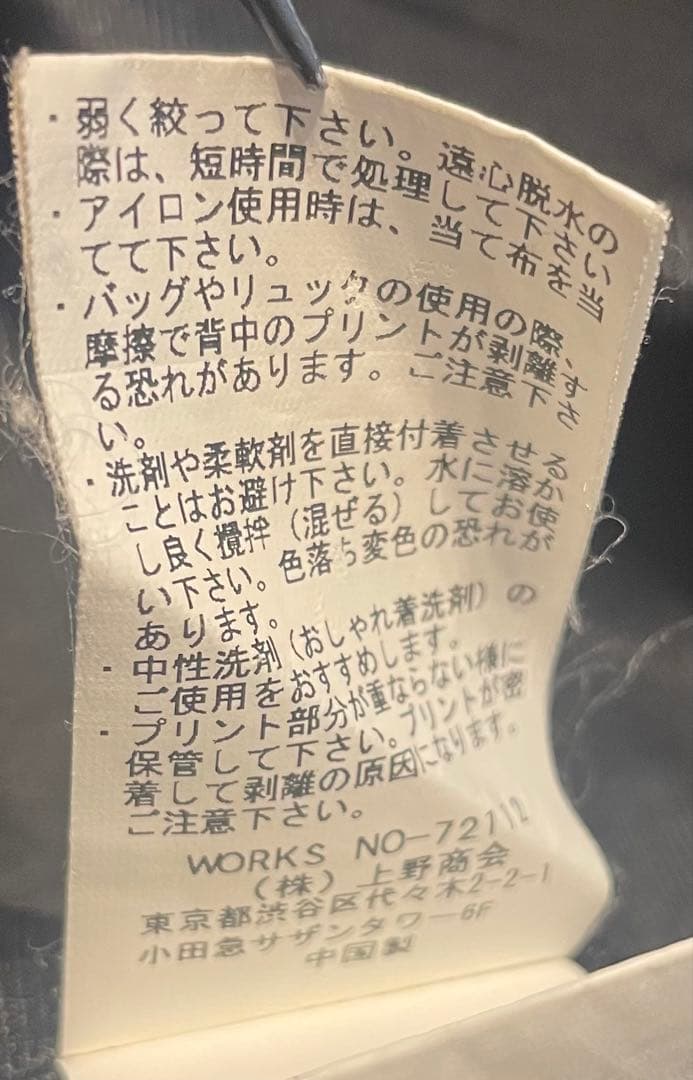 ・弱く絞って下さい。遠心脱水の
際は、短時間で処理して下さい
・アイロン使用時は、当て布を当
てて下さい。
・バッグやリュックの使用の際、
摩擦で背中のプリントが剥離す
る恐れがあります。ご注意下さ
い。
・洗剤や柔軟剤を直接付着させる
ことはお避け下さい。水に溶か
し良く攪拌（混ぜる）してお使
い下さい。色落ち変色の恐れが
あります。
・中性洗剤（おしゃれ着洗剤）の
ご使用をおすすめします。
・プリント部分が重ならない様に
保管して下さい。プリントが密
着して剥離の原因になります。
ご注意下さい。
WORKS NO-72112
（株）上野商会
東京都渋谷区代々木2-2-1
小田急サザンタワー6F
中国製